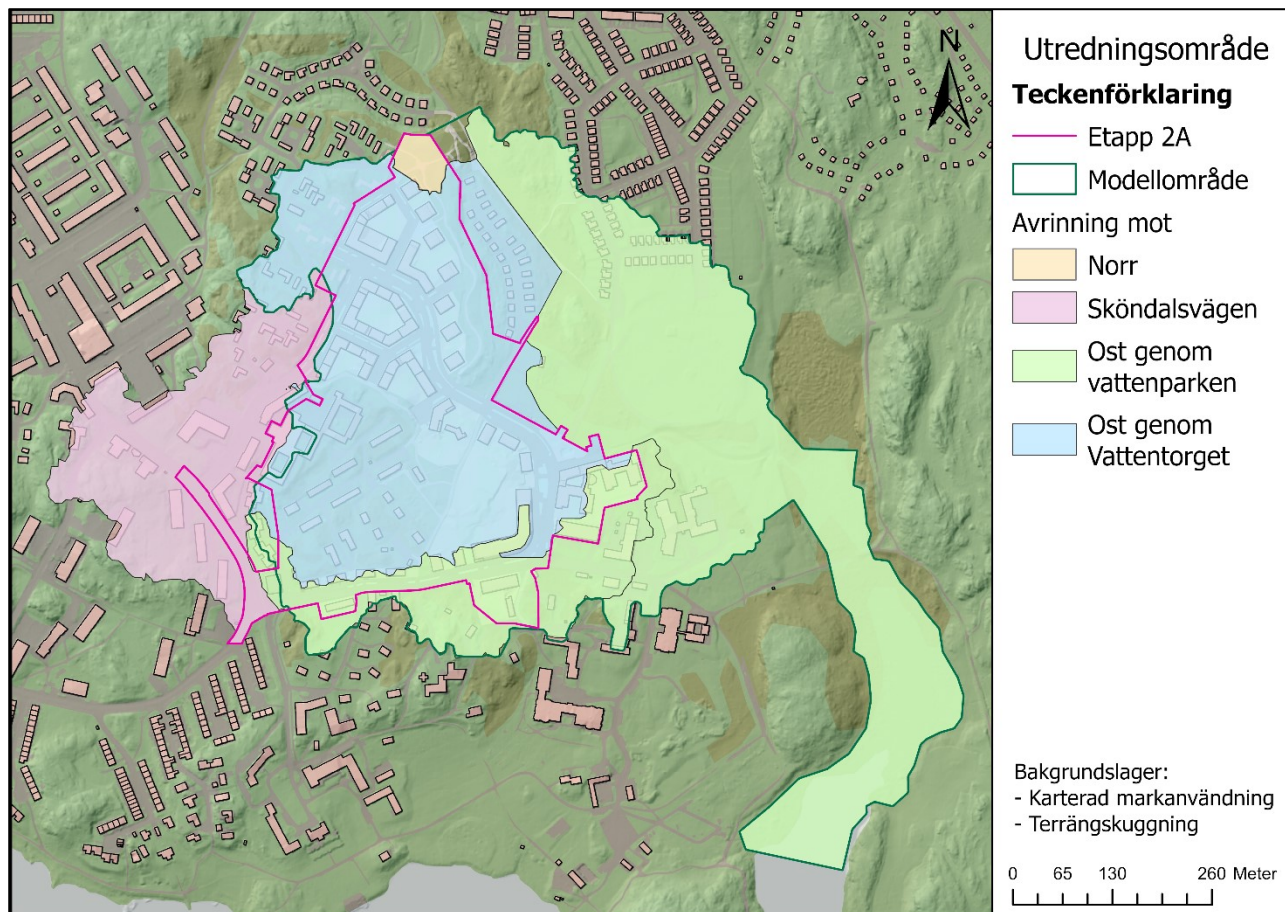 N
Utredningsområde
Teckenförklaring
Etapp 2A
Modellområde
Avrinning mot
Norr
Sköndalsvägen
Ost genom
vattenparken
Ost genom
Vattentorget
Bakgrundslager:
- Karterad markanvändning
- Terrängskuggning
0 65 130 260 Meter